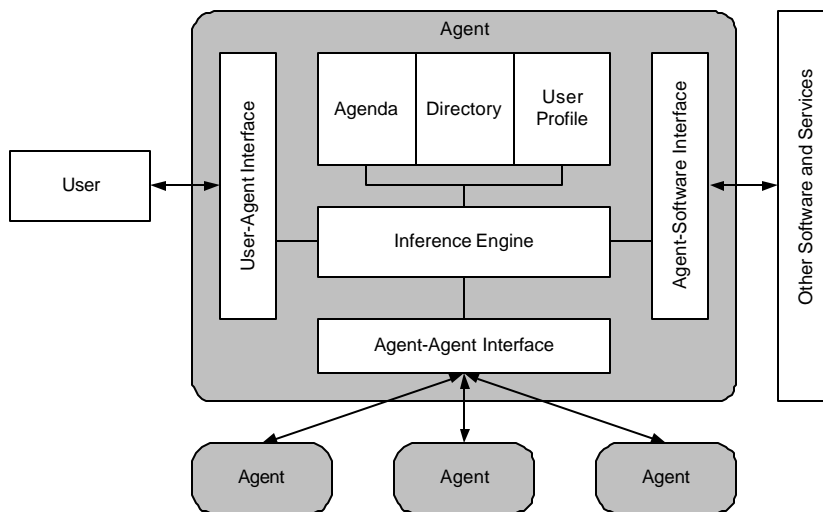 Agent
User
User-Agent Interface
Agenda
Directory
User
Profile
Inference Engine
Agent-Agent Interface
Agent-Software Interface
Other Software and Services
Agent
Agent
Agent